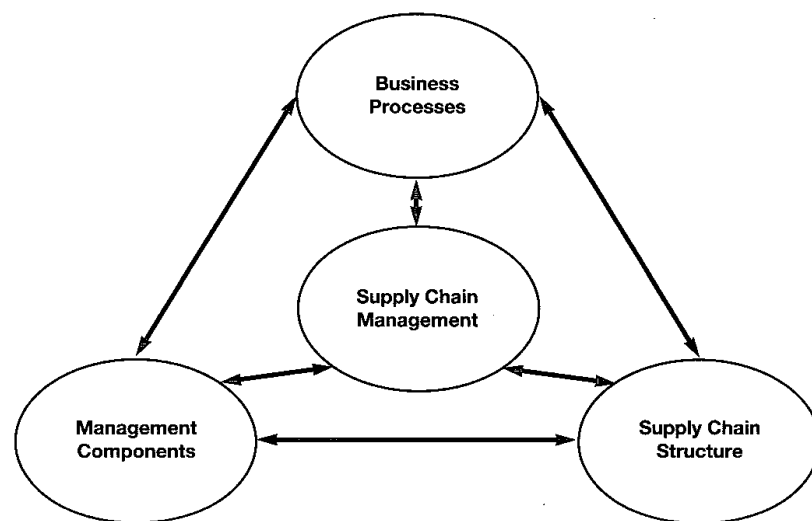 Business
Processes
Supply Chain
Management
Management
Components
Supply Chain
Structure